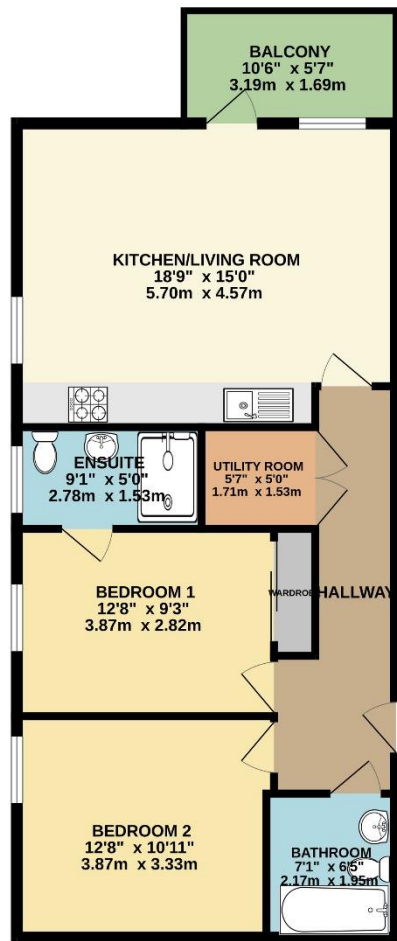 BALCONY
10'6" x 5'7"
3.19m x 1.69m
KITCHEN/LIVING ROOM
18'9" x 15'0"
5.70m x 4.57m
ENSUITE
9'1" x 5'0"
2.78m x 1.53m
UTILITY ROOM
5'7" x 5'0"
1.71m x 1.53m
BEDROOM 1
12'8" x 9'3"
3.87m x 2.82m
WARDROBE
HALLWAY
BEDROOM 2
12'8" x 10'11"
3.87m x 3.33m
BATHROOM
7'1" x 6'5"
2.17m x 1.95m